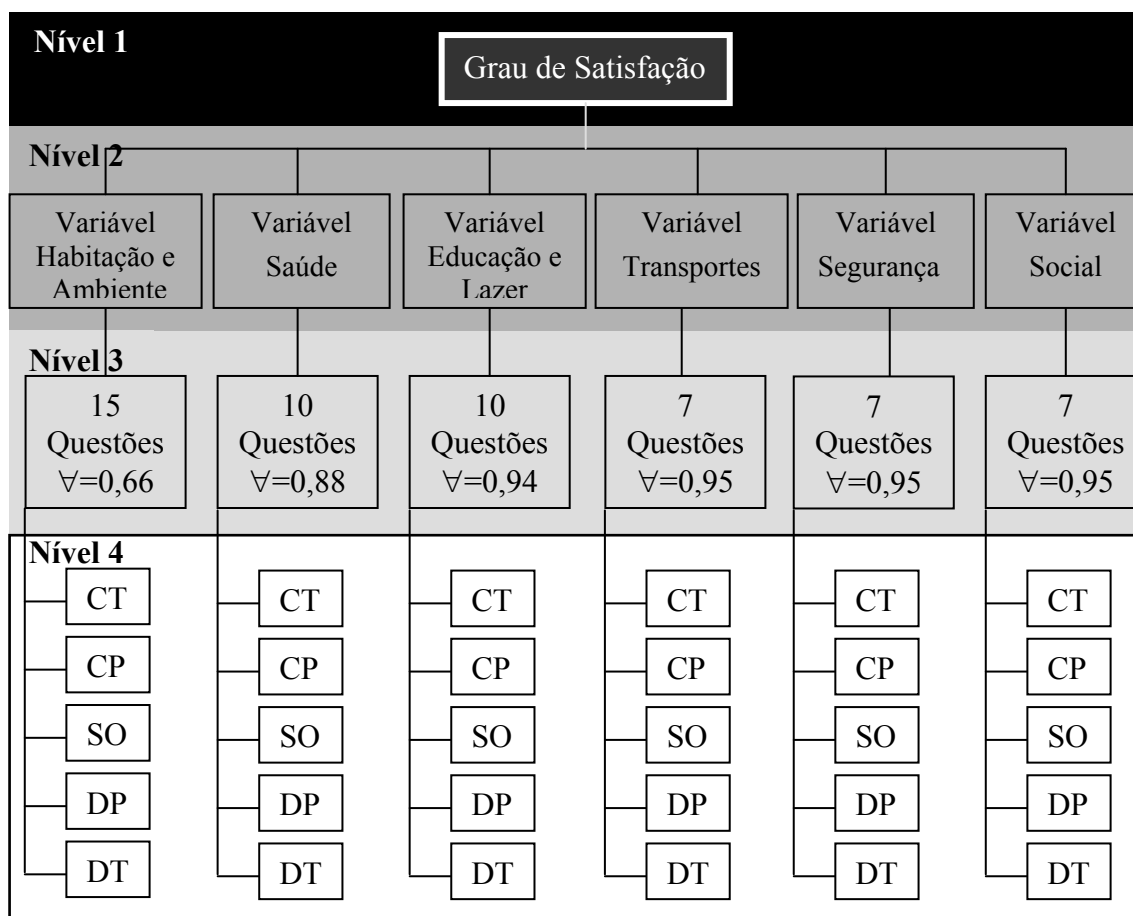 Nível 1
Grau de Satisfação
Nível 2
Variável
Habitação e
Ambiente
Variável
Saúde
Variável
Educação e
Lazer
Variável
Transportes
Variável
Segurança
Variável
Social
Nível 3
15
Questões
∀=0,66
10
Questões
∀=0,88
10
Questões
∀=0,94
7
Questões
∀=0,95
7
Questões
∀=0,95
7
Questões
∀=0,95
Nível 4
CT CT CT CT CT CT
CP CP CP CP CP CP
SO SO SO SO SO SO
DP DP DP DP DP DP
DT DT DT DT DT DT